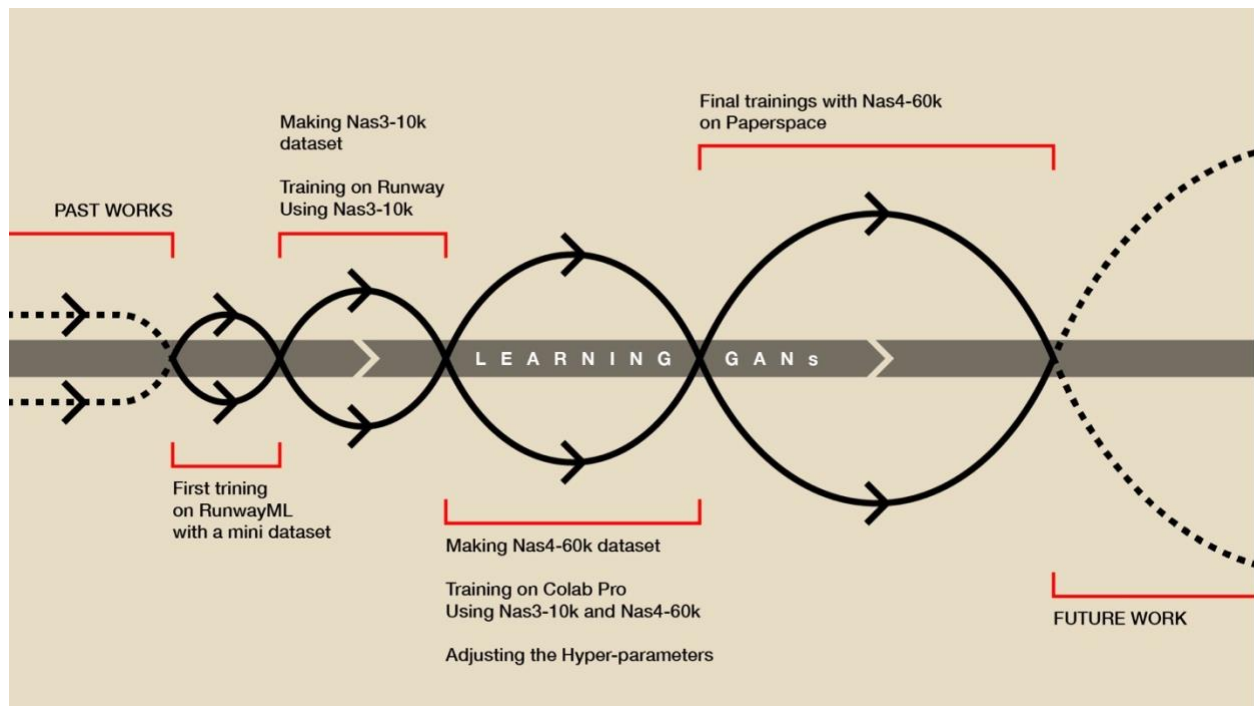 PAST WORKS
First trining
on RunwayML
with a mini dataset
Making Nas3-10k
dataset
Training on Runway
Using Nas3-10k
LEARNING GANs
Making Nas4-60k dataset
Training on Colab Pro
Using Nas3-10k and Nas4-60k
Adjusting the Hyper-parameters
Final trainings with Nas4-60k
on Paperspace
FUTURE WORK